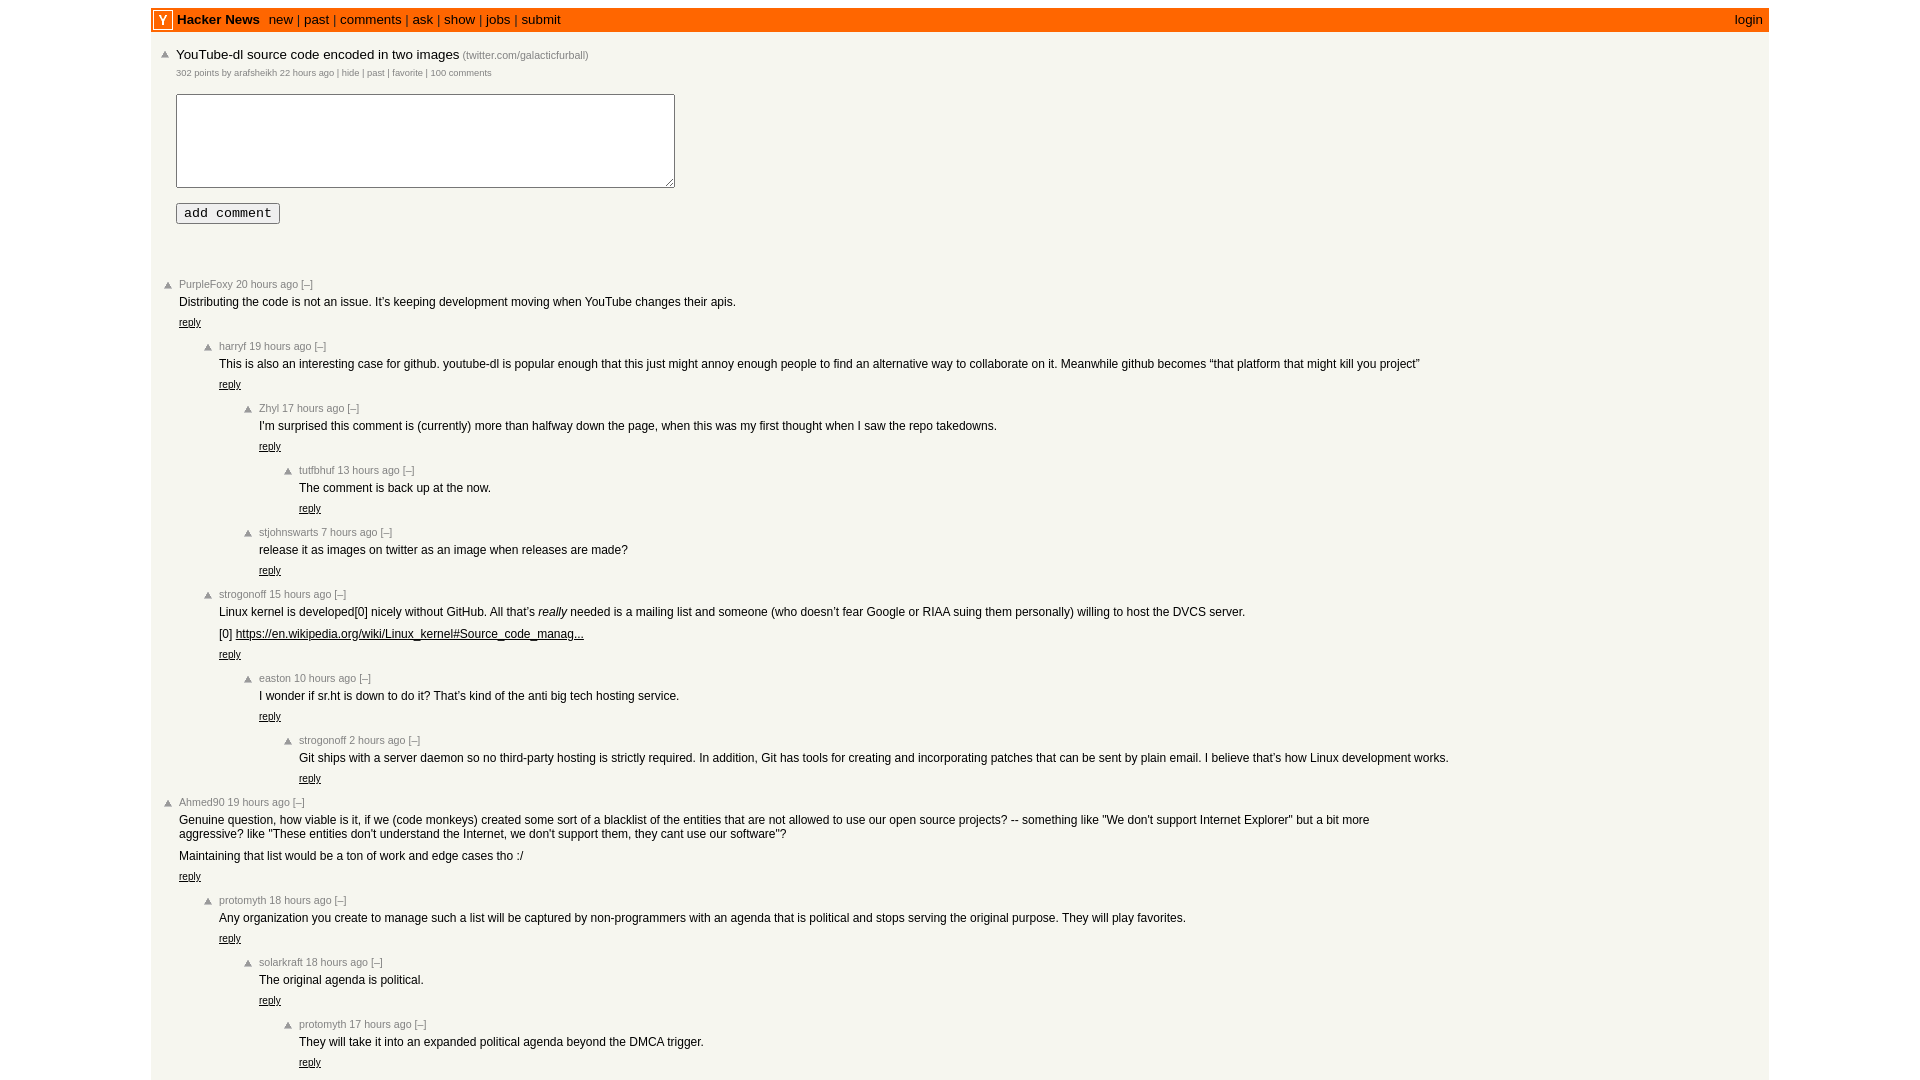 Y Hacker News new | past | comments | ask | show | jobs | submit login
YouTube-dl source code encoded in two images (twitter.com/galacticfurball)
302 points by arafsheikh 22 hours ago | hide | past | favorite | 100 comments
add comment
PurpleFoxy 20 hours ago [–]
Distributing the code is not an issue. It’s keeping development moving when YouTube changes their apis.
reply
harryf 19 hours ago [–]
This is also an interesting case for github. youtube-dl is popular enough that this just might annoy enough people to find an alternative way to collaborate on it. Meanwhile github becomes “that platform that might kill you project”
reply
Zhyl 17 hours ago [–]
I'm surprised this comment is (currently) more than halfway down the page, when this was my first thought when I saw the repo takedowns.
reply
tutfbhuf 13 hours ago [–]
The comment is back up at the now.
reply
stjohnswarts 7 hours ago [–]
release it as images on twitter as an image when releases are made?
reply
strogonoff 15 hours ago [–]
Linux kernel is developed[0] nicely without GitHub. All that’s really needed is a mailing list and someone (who doesn’t fear Google or RIAA suing them personally) willing to host the DVCS server.
[0] https://en.wikipedia.org/wiki/Linux_kernel#Source_code_manag...
reply
easton 10 hours ago [–]
I wonder if sr.ht is down to do it? That’s kind of the anti big tech hosting service.
reply
strogonoff 2 hours ago [–]
Git ships with a server daemon so no third-party hosting is strictly required. In addition, Git has tools for creating and incorporating patches that can be sent by plain email. I believe that’s how Linux development works.
reply
Ahmed90 19 hours ago [–]
Genuine question, how viable is it, if we (code monkeys) created some sort of a blacklist of the entities that are not allowed to use our open source projects? -- something like "We don't support Internet Explorer" but a bit more
aggressive? like "These entities don't understand the Internet, we don't support them, they cant use our software"?
Maintaining that list would be a ton of work and edge cases tho :/
reply
protomyth 18 hours ago [–]
Any organization you create to manage such a list will be captured by non-programmers with an agenda that is political and stops serving the original purpose. They will play favorites.
reply
solarkraft 18 hours ago [–]
The original agenda is political.
reply
protomyth 17 hours ago [–]
They will take it into an expanded political agenda beyond the DMCA trigger.
reply